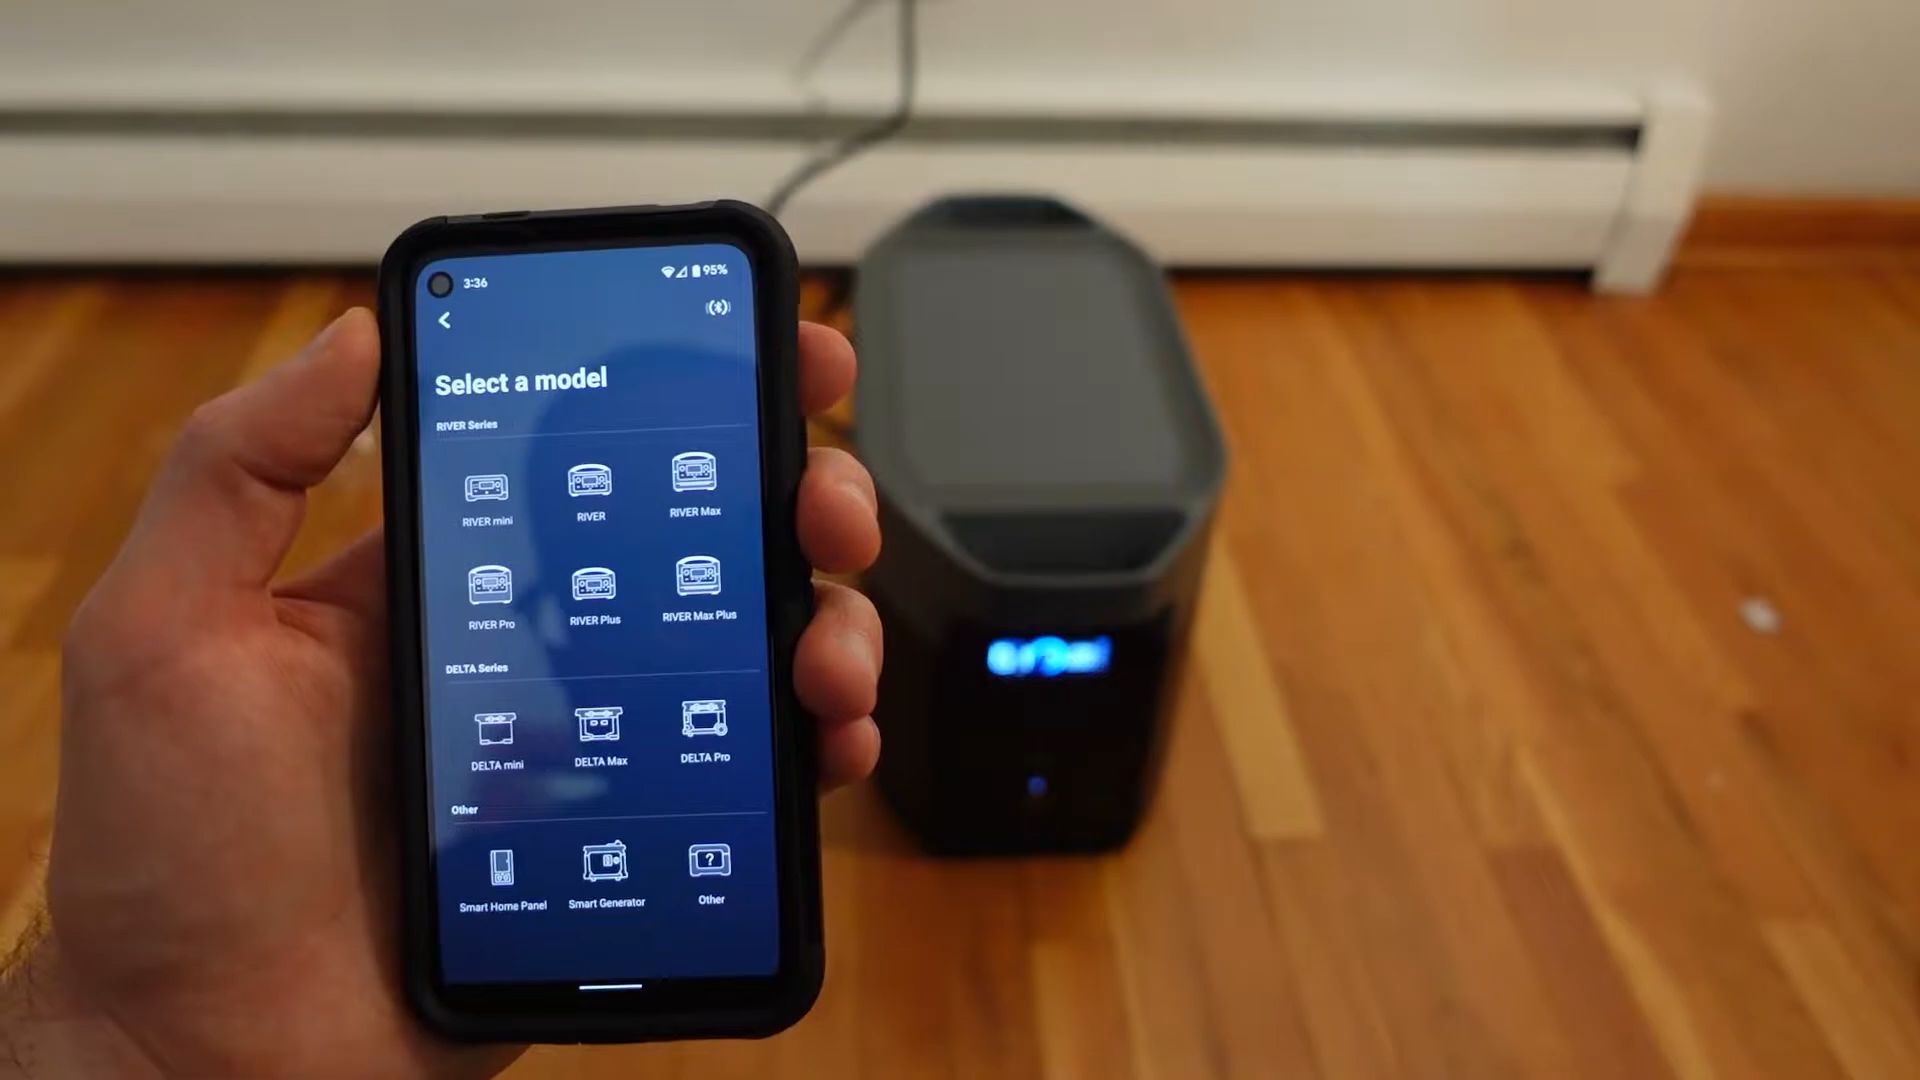 3:36
95%
Select a model
RIVER Series
RIVER mini
RIVER
RIVER Max
RIVER Pro
RIVER Plus
RIVER Max Plus
DELTA Series
DELTA mini
DELTA Max
DELTA Pro
Other
Smart Home Panel
Smart Generator
Other